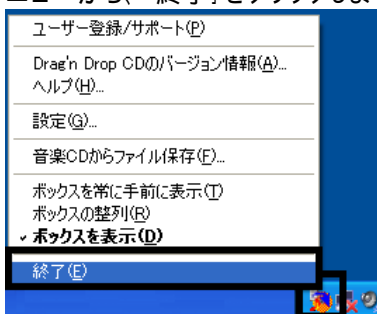 ユーザー登録/サポート(P)
Drag'n Drop CDのバージョン情報(A)...
ヘルプ(H)...
設定(G)...
音楽CDからファイル保存(F)...
ボックスを常に手前に表示(T)
ボックスの整列(R)
ボックスを表示(D)
終了(E)